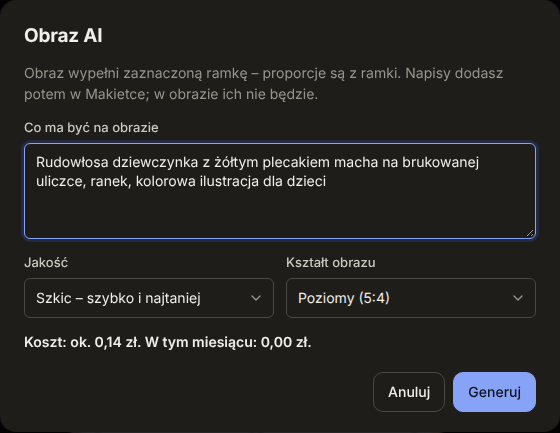 Obraz AI
Obraz wypełni zaznaczoną ramkę – proporcje są z ramki. Napisy dodasz
potem w Makietce; w obrazie ich nie będzie.
Co ma być na obrazie
Rudowłosa dziewczynka z żółtym plecakiem macha na brukowanej
uliczce, ranek, kolorowa ilustracja dla dzieci
Jakość
Kształt obrazu
Szkic – szybko i najtaniej
Poziomy (5:4)
Koszt: ok. 0,14 zł. W tym miesiącu: 0,00 zł.
Anuluj
Generuj